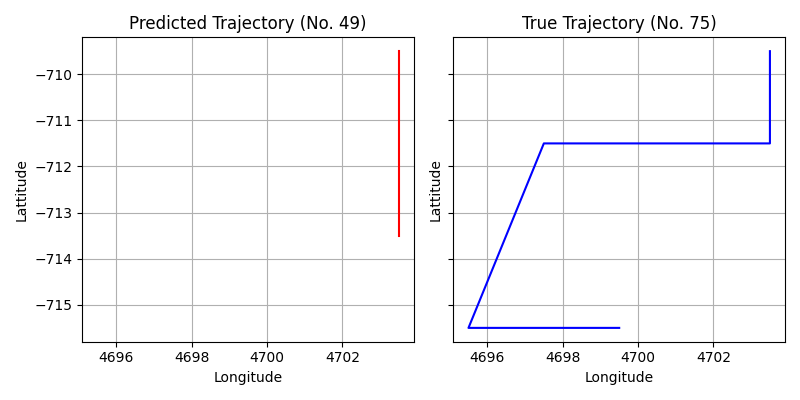 Predicted Trajectory (No. 49)
True Trajectory (No. 75)
−710
−711
−712
−713
−714
−715
Lattitude
Lattitude
4696
4698
4700
4702
4696
4698
4700
4702
Longitude
Longitude